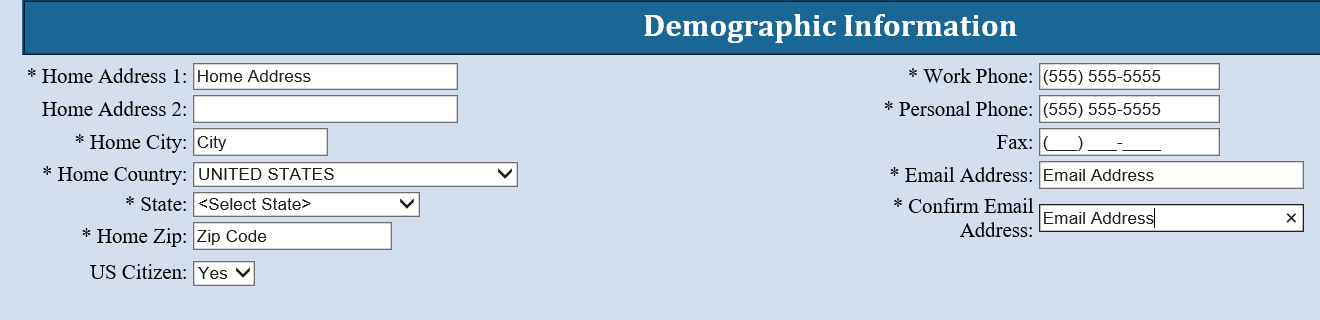 Demographic Information
* Home Address 1: Home Address
Home Address 2:
* Home City: City
* Home Country: UNITED STATES
* State: <Select State>
* Home Zip: Zip Code
US Citizen: Yes
* Work Phone: (555) 555-5555
* Personal Phone: (555) 555-5555
Fax: (___) ___-____
* Email Address: Email Address
* Confirm Email
Address: Email Address